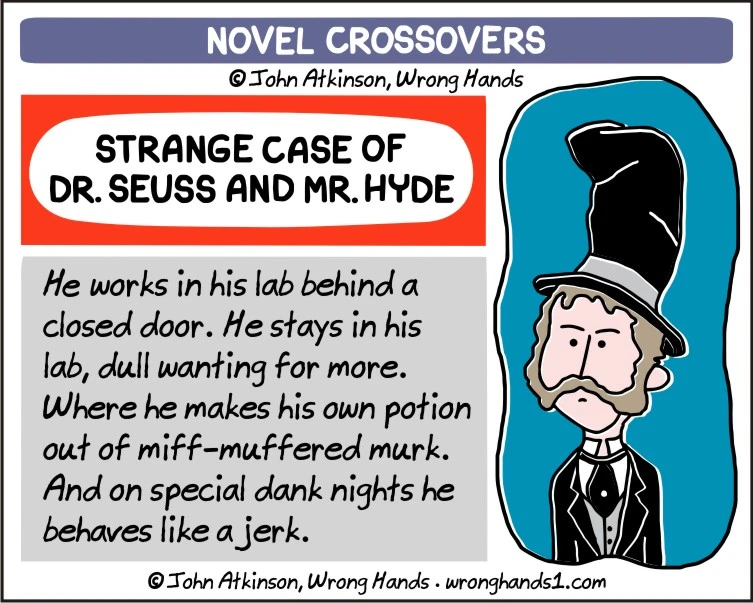 NOVEL CROSSOVERS
© John Atkinson, Wrong Hands
STRANGE CASE OF
DR. SEUSS AND MR. HYDE
He works in his lab behind a
closed door. He stays in his
lab, dull wanting for more.
Where he makes his own potion
out of miff-muffered murk.
And on special dank nights he
behaves like a jerk.
© John Atkinson, Wrong Hands · wronghands1.com